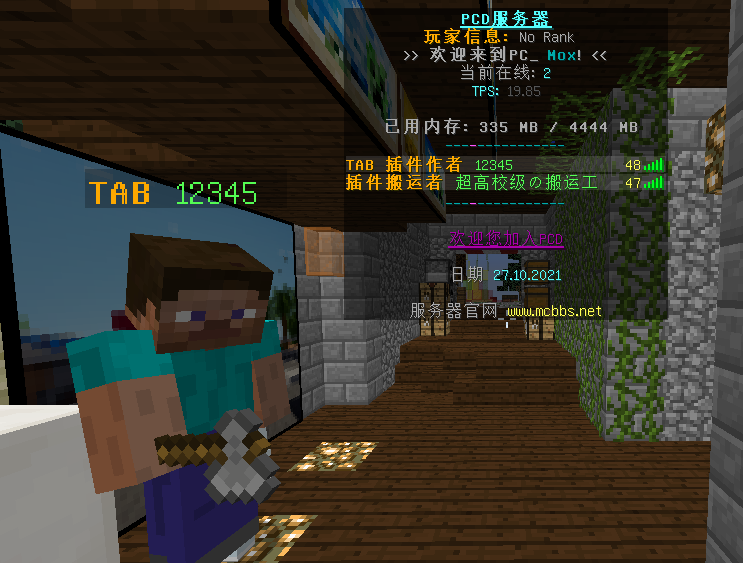 PCD服务器
玩家信息: No Rank
>> 欢迎来到PC_ Mox! <<
当前在线: 2
TPS: 19.85
已用内存: 335 MB / 4444 MB
--------------
TAB 插件作者 12345 48
插件搬运者 超高校级の搬运工 47
--------------
TAB 12345
欢迎您加入PCD
日期 27.10.2021
服务器官网 www.mcbbs.net